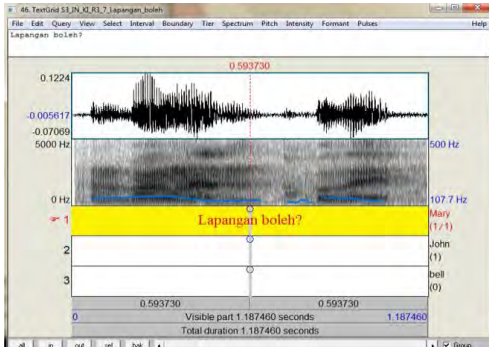 46. TextGrid S3_IN_KI_R3_7_Lapangan_boleh
File Edit Query View Select Interval Boundary Tier Spectrum Pitch Intensity Formant Pulses Help
Lapangan boleh?
0.593730
0.1224
-0.005617
-0.07069
5000 Hz 500 Hz
0 Hz 107.7 Hz
1 Lapangan boleh? Mary
(1/1)
2 John
(1)
3 bell
(0)
0.593730 0.593730
0 Visible part 1.187460 seconds 1.187460
Total duration 1.187460 seconds
all in out sel bak Group